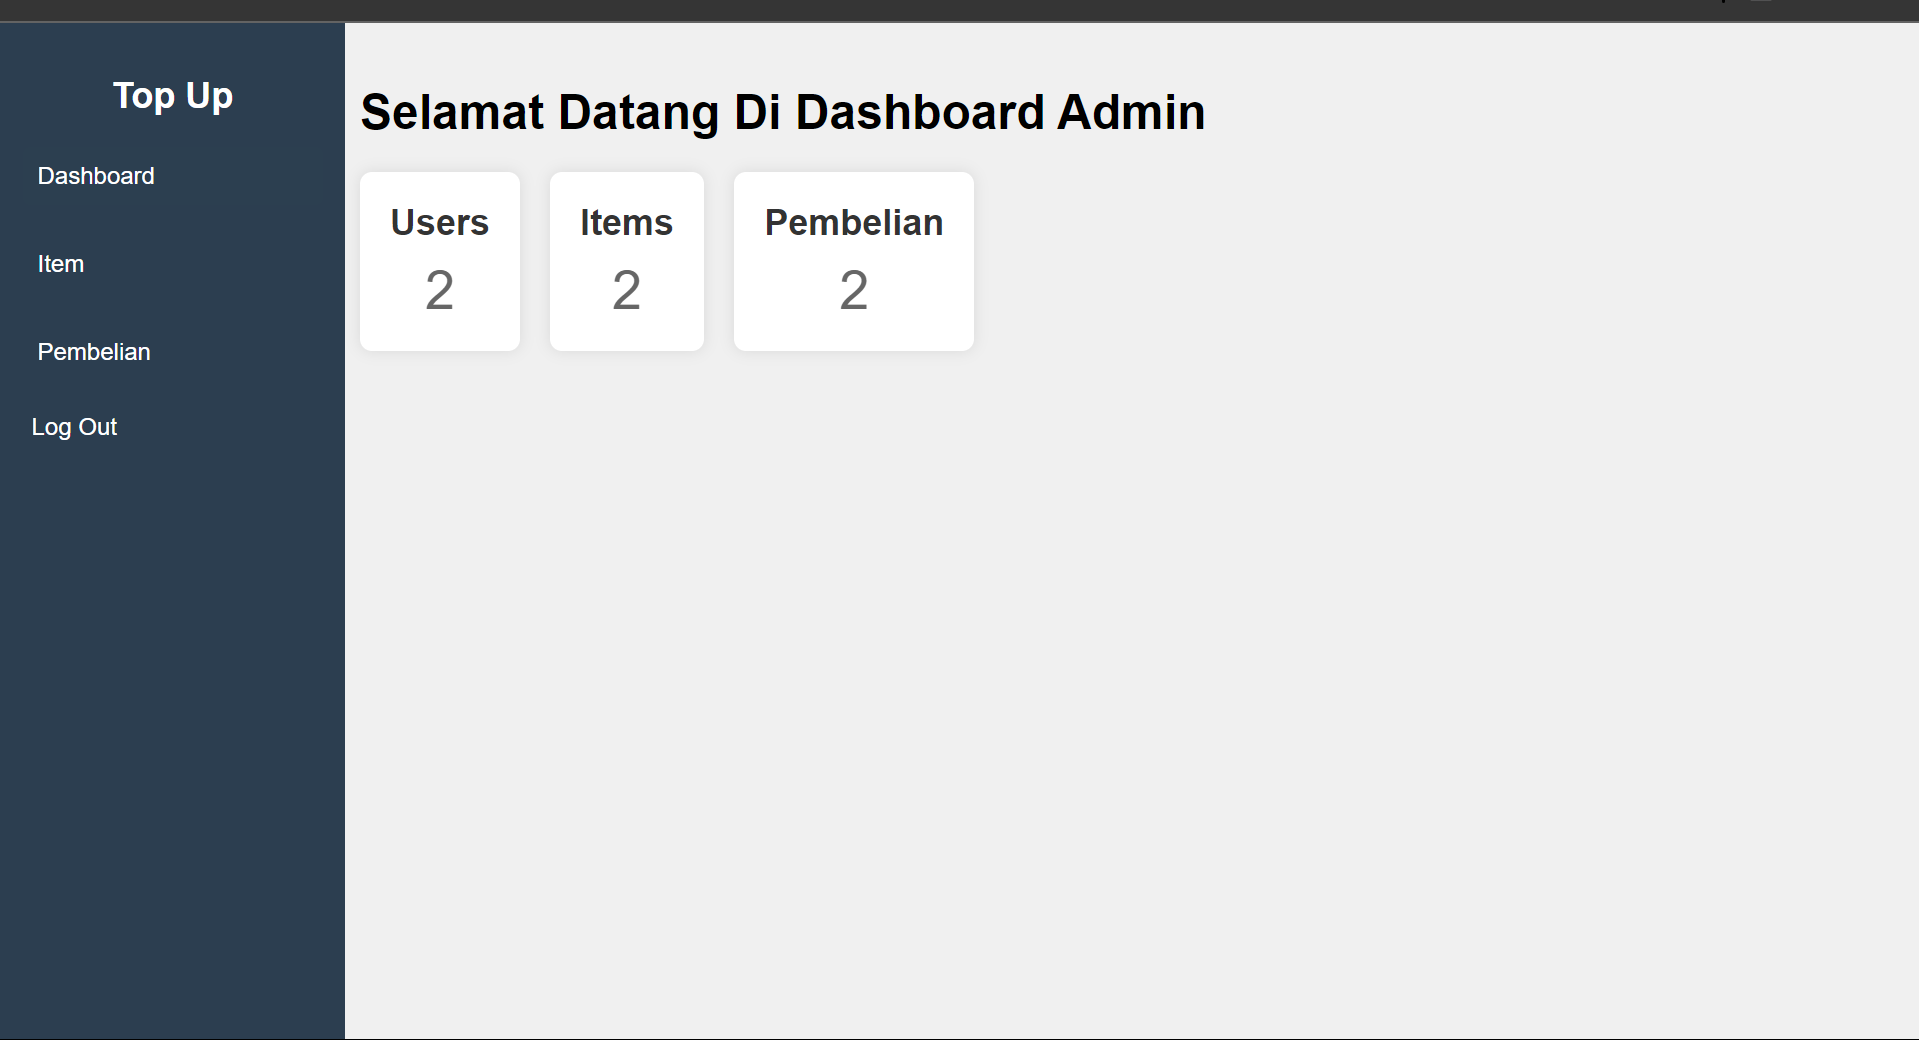 Top Up
Dashboard
Item
Pembelian
Log Out
Selamat Datang Di Dashboard Admin
Users
2
Items
2
Pembelian
2